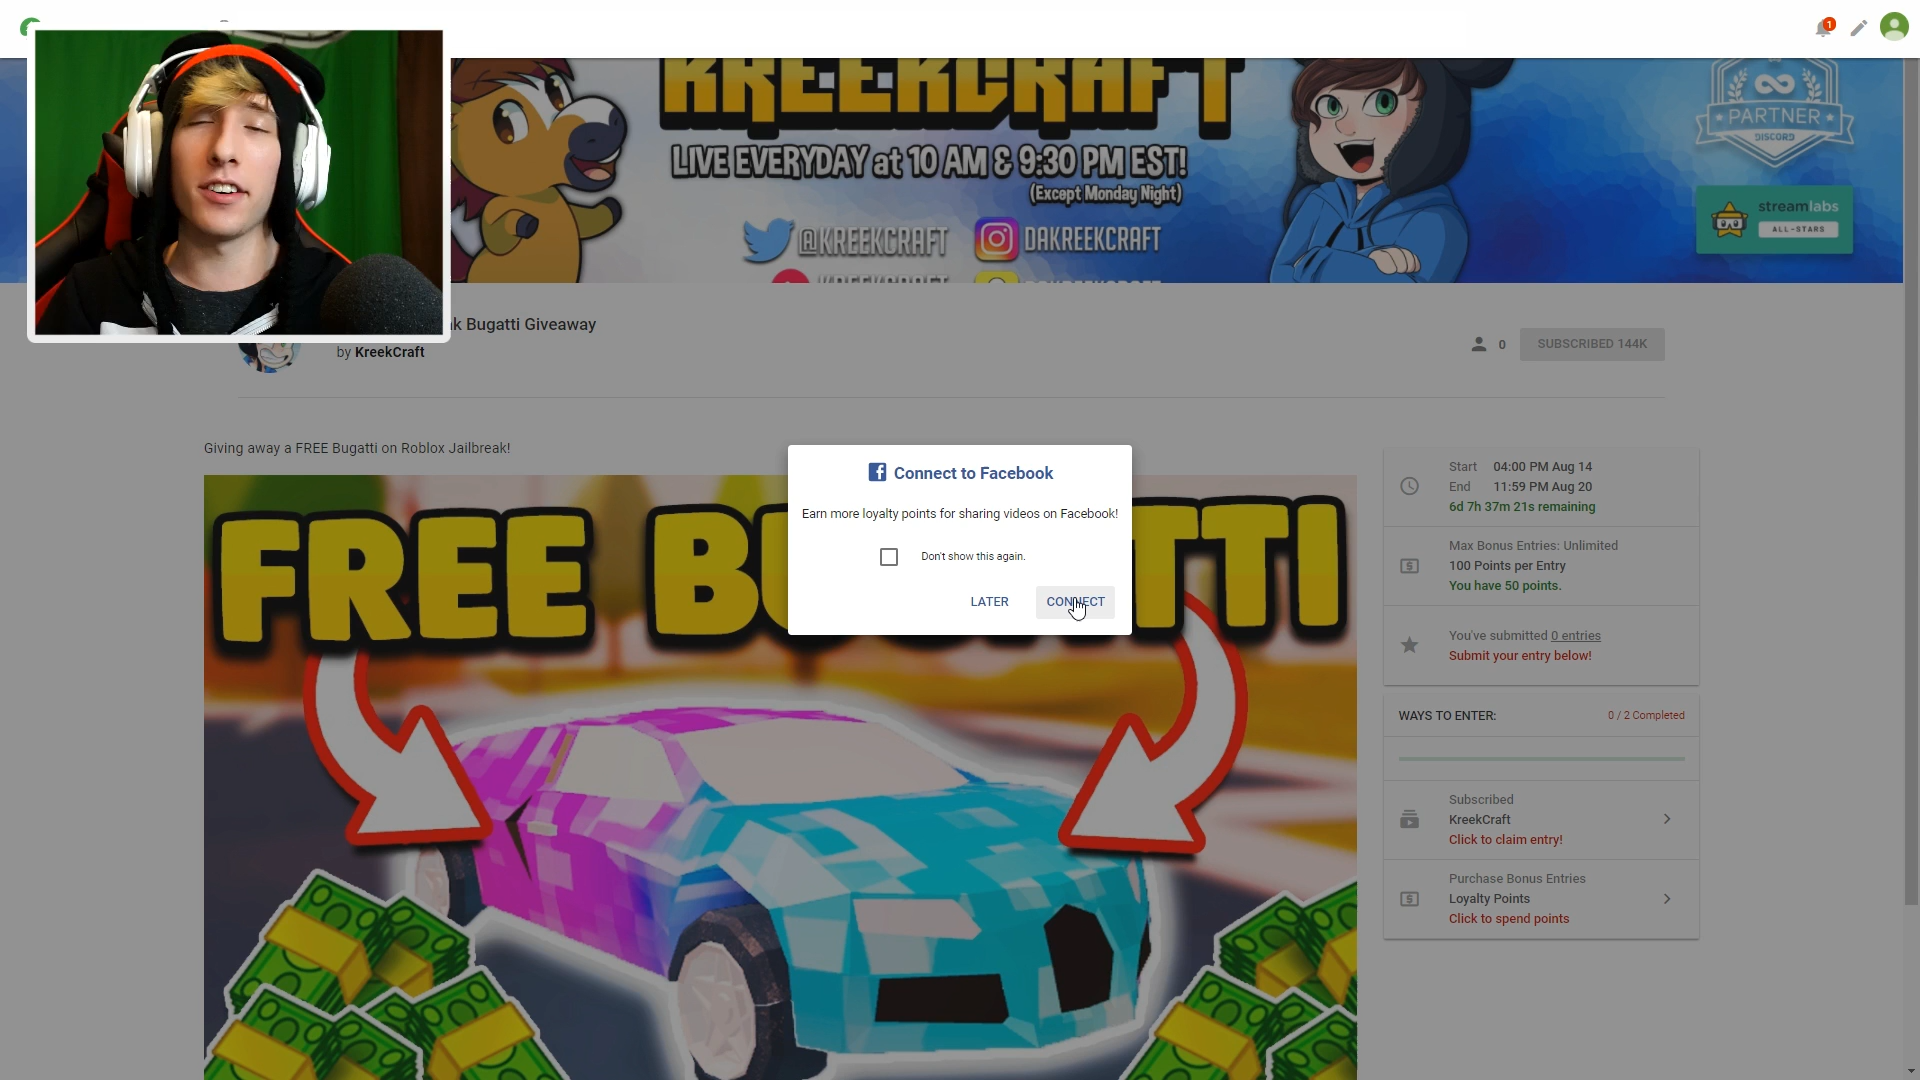 1
KREEKCRAFT
LIVE EVERYDAY at 10 AM & 9:30 PM EST!
(Except Monday Night)
@KREEKCRAFT
DAKREEKCRAFT
PARTNER
DISCORD
streamlabs
ALL-STARS
Bugatti Giveaway
by KreekCraft
0
SUBSCRIBED 144K
Giving away a FREE Bugatti on Roblox Jailbreak!
FREE
Connect to Facebook
Earn more loyalty points for sharing videos on Facebook!
Don't show this again.
LATER
CONNECT
Start 04:00 PM Aug 14
End 11:59 PM Aug 20
6d 7h 37m 21s remaining
Max Bonus Entries: Unlimited
100 Points per Entry
You have 50 points.
You've submitted 0 entries
Submit your entry below!
WAYS TO ENTER:
0 / 2 Completed
Subscribed
KreekCraft
Click to claim entry!
Purchase Bonus Entries
Loyalty Points
Click to spend points